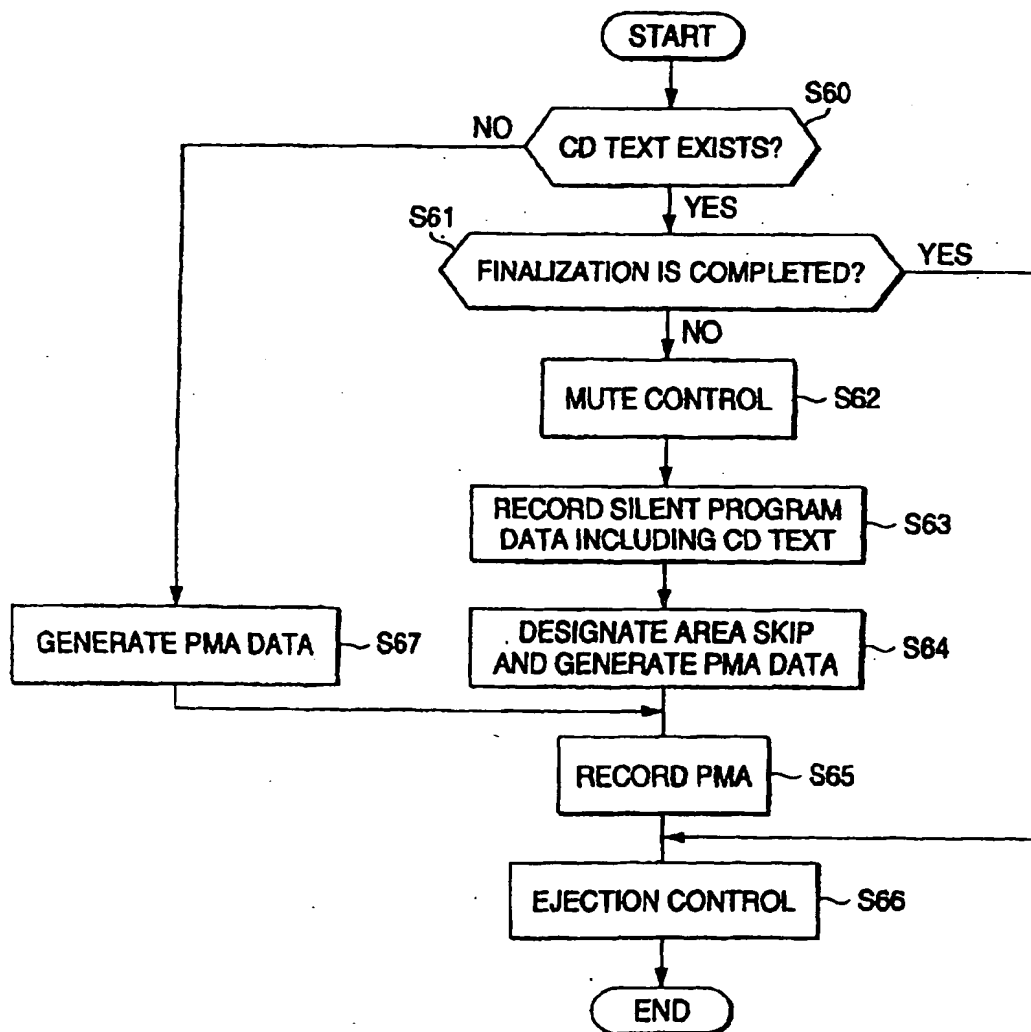 START
S60
NO
CD TEXT EXISTS?
YES
S61
FINALIZATION IS COMPLETED?
YES
NO
MUTE CONTROL
S62
RECORD SILENT PROGRAM
DATA INCLUDING CD TEXT
S63
GENERATE PMA DATA
S67
DESIGNATE AREA SKIP
AND GENERATE PMA DATA
S64
RECORD PMA
S65
EJECTION CONTROL
S66
END